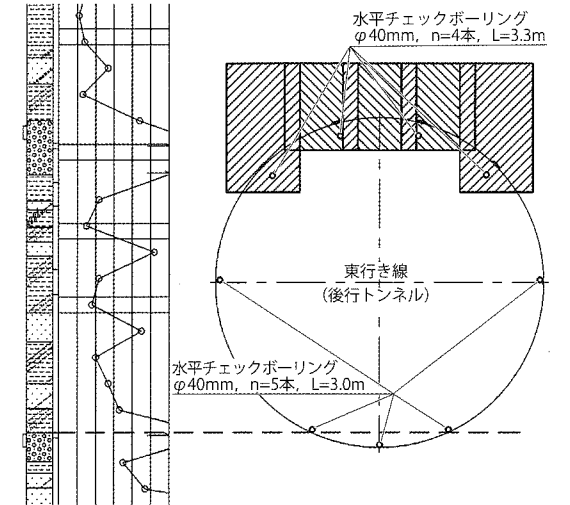 水平チェックボーリング
φ40mm，n=4本，L=3.3m
東行き線
（後行トンネル）
水平チェックボーリング
φ40mm，n=5本，L=3.0m